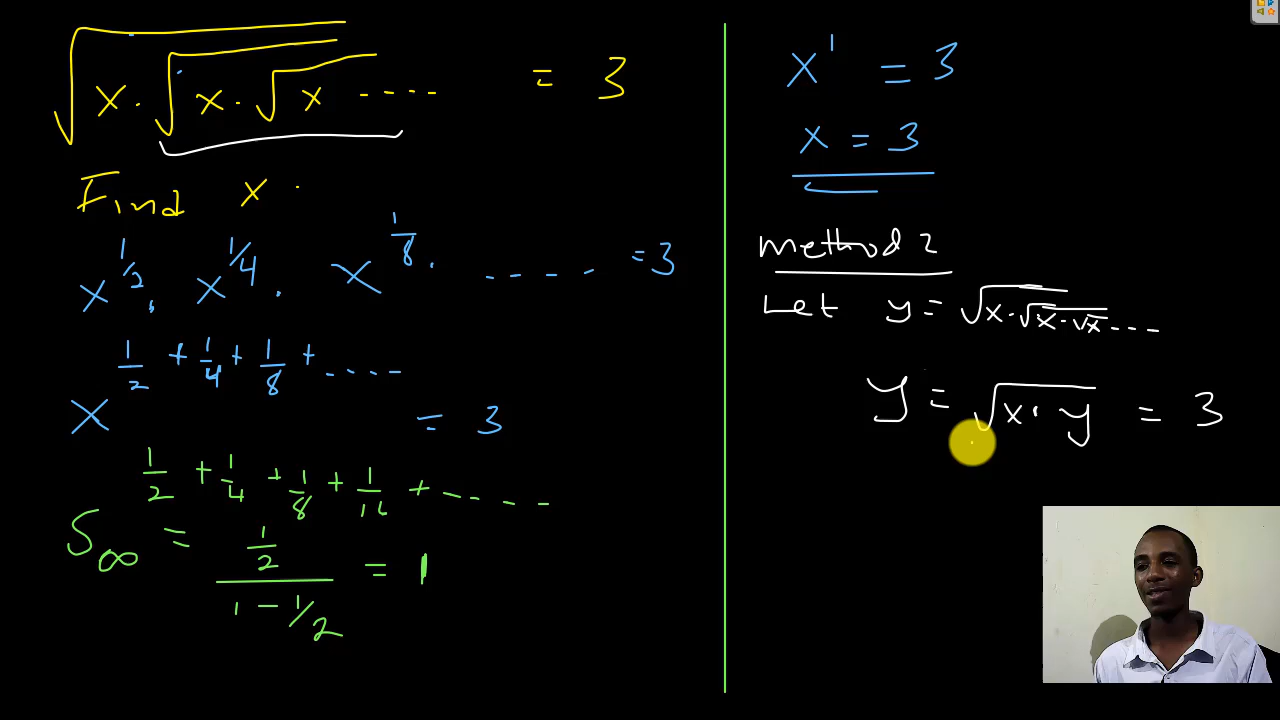 √(x·√(x·√(x ---- = 3
Find x.
x^(1/2) · x^(1/4) · x^(1/8) · ---- = 3
x^(1/2 + 1/4 + 1/8 + ....) = 3
1/2 + 1/4 + 1/8 + 1/16 + ----
S∞ = (1/2)/(1 - 1/2) = 1
x^1 = 3
x = 3
method 2
Let y = √(x·√(x·√x ---
y = √(x·y) = 3